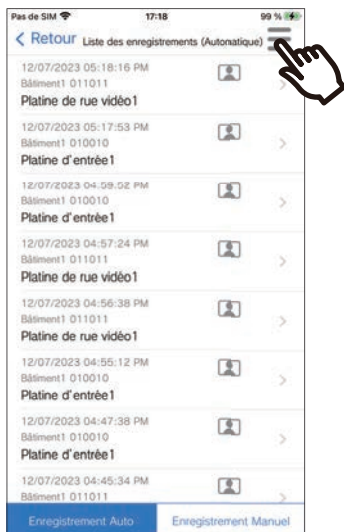 Pas de SIM 17:18 99 %
Retour Liste des enregistrements (Automatique)
12/07/2023 05:18:16 PM
Bâtiment1 011011
Platine de rue vidéo1
12/07/2023 05:17:53 PM
Bâtiment1 010010
Platine d'entrée1
12/07/2023 04:59:52 PM
Bâtiment1 010010
Platine d'entrée1
12/07/2023 04:57:24 PM
Bâtiment1 011011
Platine de rue vidéo1
12/07/2023 04:56:38 PM
Bâtiment1 011011
Platine de rue vidéo1
12/07/2023 04:55:12 PM
Bâtiment1 010010
Platine d'entrée1
12/07/2023 04:47:38 PM
Bâtiment1 010010
Platine d'entrée1
12/07/2023 04:45:34 PM
Bâtiment1 011011
Enregistrement Auto Enregistrement Manuel